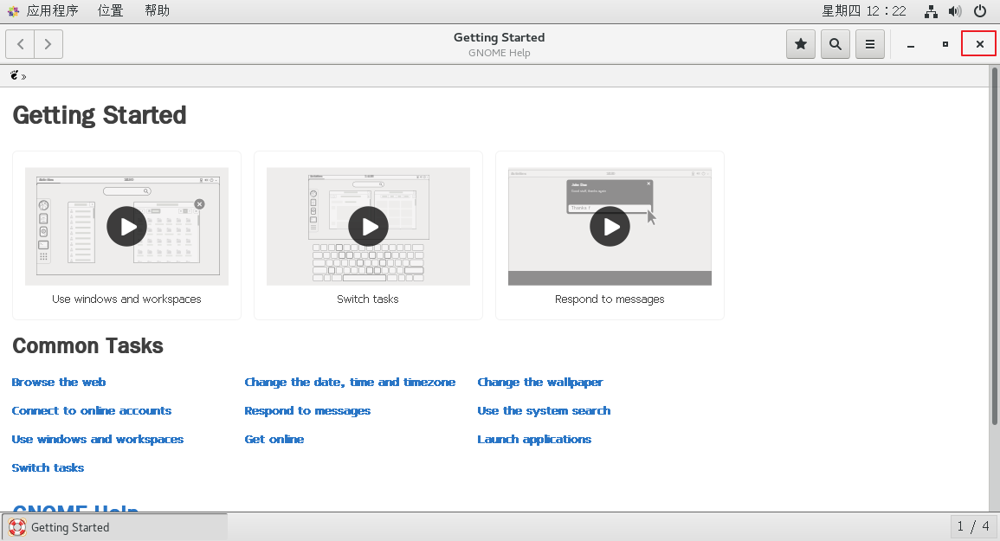 应用程序 位置 帮助 星期四 12：22
Getting Started
GNOME Help
»
Getting Started
Use windows and workspaces Switch tasks Respond to messages
Common Tasks
Browse the web Change the date, time and timezone Change the wallpaper
Connect to online accounts Respond to messages Use the system search
Use windows and workspaces Get online Launch applications
Switch tasks
GNOME Help
Getting Started 1 / 4